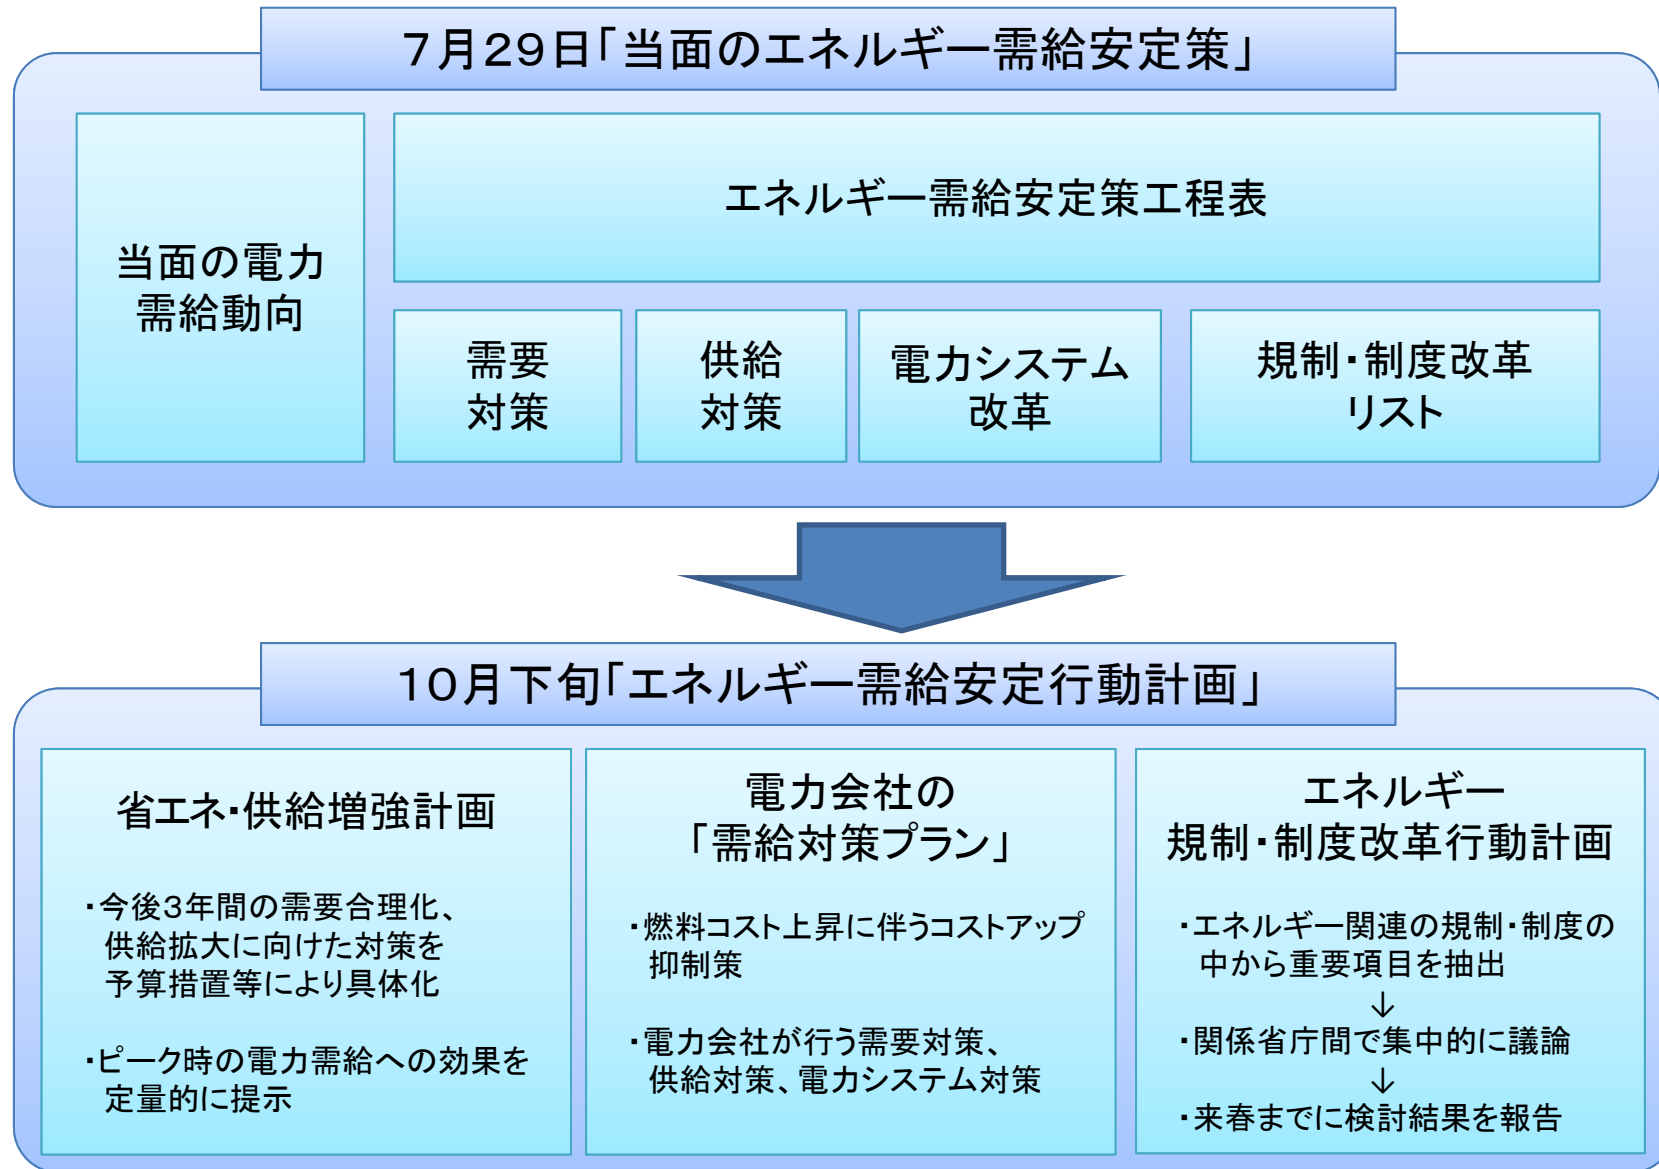 7月29日「当面のエネルギー需給安定策」
当面の電力
需給動向
エネルギー需給安定策工程表
需要
対策
供給
対策
電力システム
改革
規制・制度改革
リスト
10月下旬「エネルギー需給安定行動計画」
省エネ・供給増強計画
・今後3年間の需要合理化、
供給拡大に向けた対策を
予算措置等により具体化
・ピーク時の電力需給への効果を
定量的に提示
電力会社の
「需給対策プラン」
・燃料コスト上昇に伴うコストアップ
抑制策
・電力会社が行う需要対策、
供給対策、電力システム対策
エネルギー
規制・制度改革行動計画
・エネルギー関連の規制・制度の
中から重要項目を抽出
↓
・関係省庁間で集中的に議論
↓
・来春までに検討結果を報告